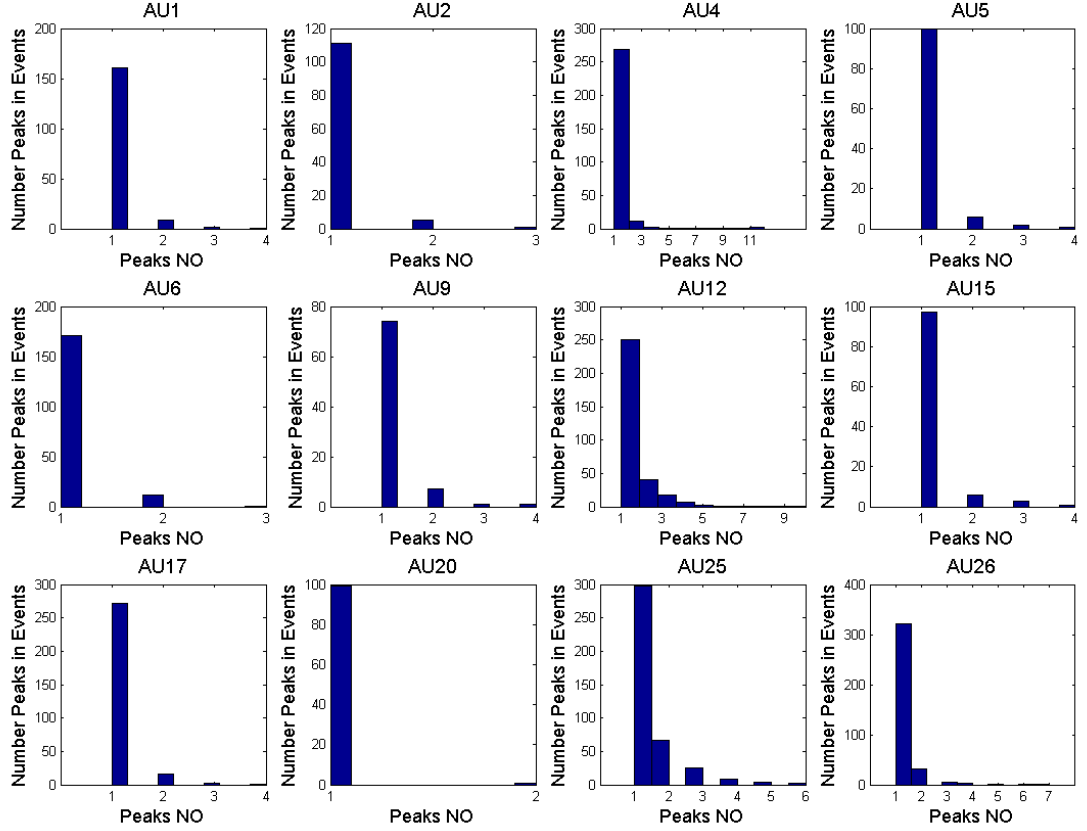 AU1
200
150
100
50
0
1 2 3 4
Number Peaks in Events
Peaks NO
AU2
120
100
80
60
40
20
0
1 2 3
Number Peaks in Events
Peaks NO
AU4
300
250
200
150
100
50
0
1 3 5 7 9 11
Number Peaks in Events
Peaks NO
AU5
100
80
60
40
20
0
1 2 3 4
Number Peaks in Events
Peaks NO
AU6
200
150
100
50
0
1 2 3
Number Peaks in Events
Peaks NO
AU9
80
60
40
20
0
1 2 3 4
Number Peaks in Events
Peaks NO
AU12
300
250
200
150
100
50
0
1 3 5 7 9
Number Peaks in Events
Peaks NO
AU15
100
80
60
40
20
0
1 2 3 4
Number Peaks in Events
Peaks NO
AU17
300
250
200
150
100
50
0
1 2 3 4
Number Peaks in Events
Peaks NO
AU20
100
80
60
40
20
0
1 2
Number Peaks in Events
Peaks NO
AU25
300
250
200
150
100
50
0
1 2 3 4 5 6
Number Peaks in Events
Peaks NO
AU26
400
300
200
100
0
1 2 3 4 5 6 7
Number Peaks in Events
Peaks NO